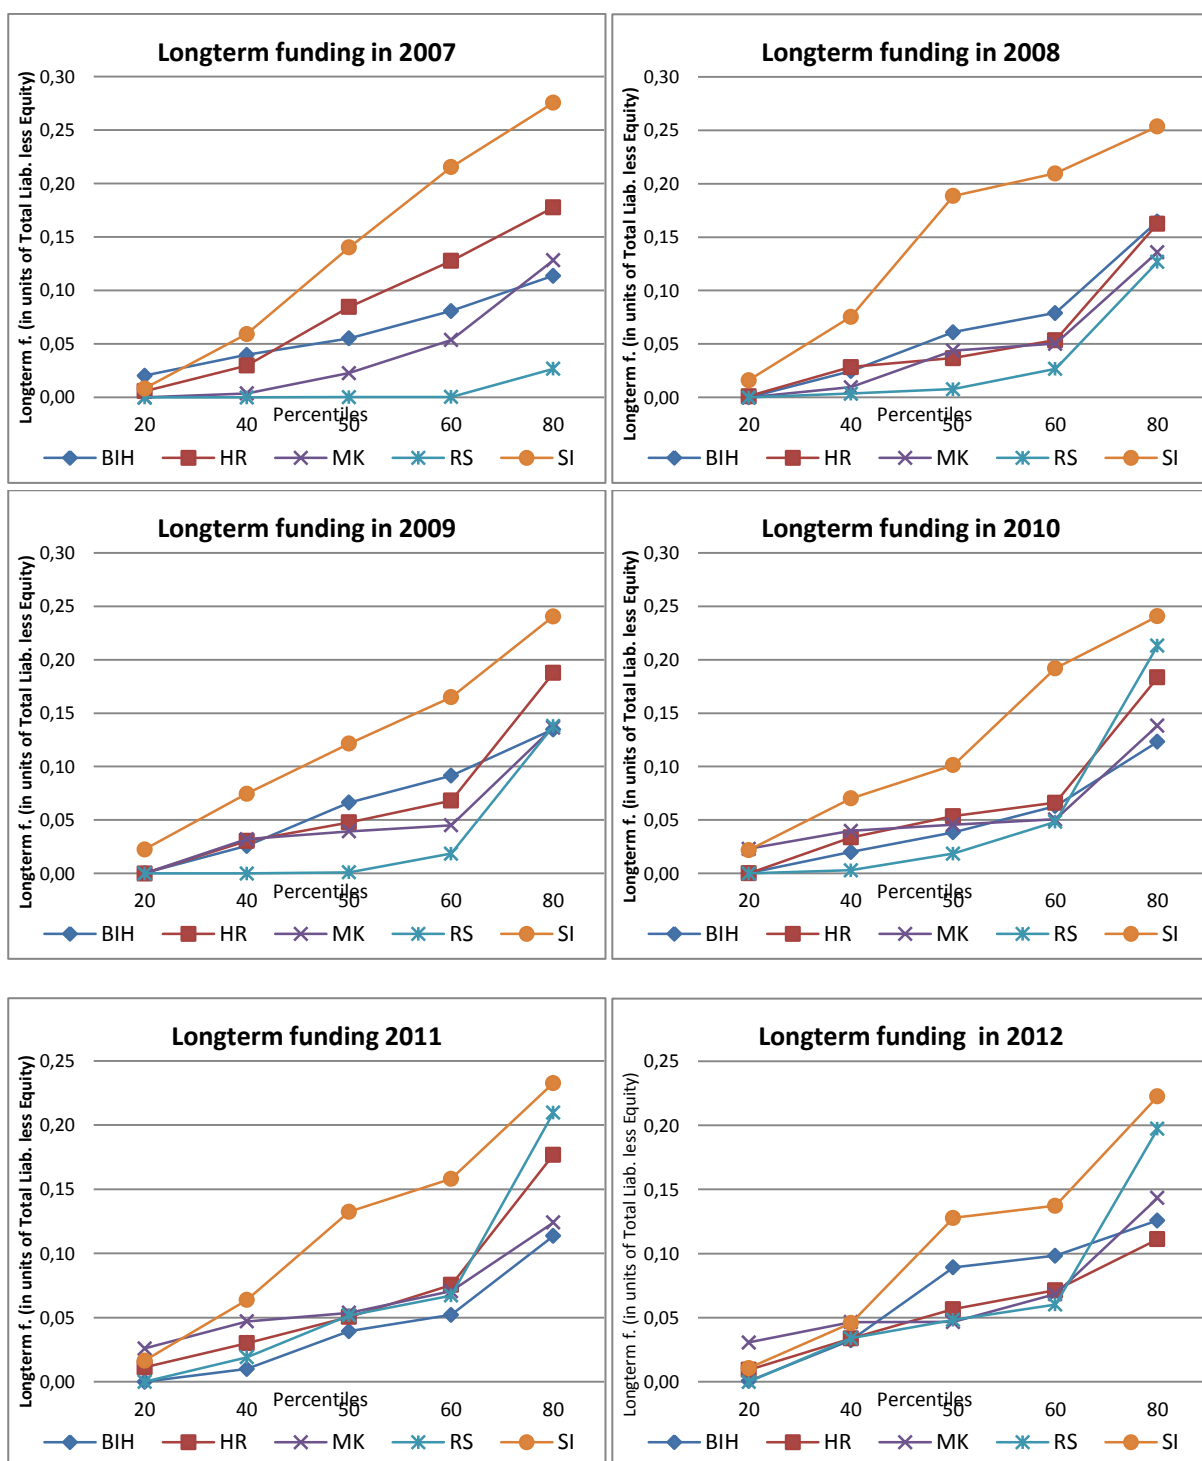 Longterm funding in 2007
Longterm f. (in units of Total Liab. less Equity)
0,30
0,25
0,20
0,15
0,10
0,05
0,00
Percentiles
20 40 50 60 80
BIH HR MK RS SI
Longterm funding in 2008
Longterm f. (in units of Total Liab. less Equity)
0,30
0,25
0,20
0,15
0,10
0,05
0,00
Percentiles
20 40 50 60 80
BIH HR MK RS SI
Longterm funding in 2009
Longterm f. (in units of Total Liab. less Equity)
0,30
0,25
0,20
0,15
0,10
0,05
0,00
Percentiles
20 40 50 60 80
BIH HR MK RS SI
Longterm funding in 2010
Longterm f. (in units of Total Liab. less Equity)
0,30
0,25
0,20
0,15
0,10
0,05
0,00
Percentiles
20 40 50 60 80
BIH HR MK RS SI
Longterm funding 2011
Longterm f. (in units of Total Liab. less Equity)
0,25
0,20
0,15
0,10
0,05
0,00
Percentiles
20 40 50 60 80
BIH HR MK RS SI
Longterm funding in 2012
Longterm f. (in units of Total Liab. less Equity)
0,25
0,20
0,15
0,10
0,05
0,00
Percentiles
20 40 50 60 80
BIH HR MK RS SI